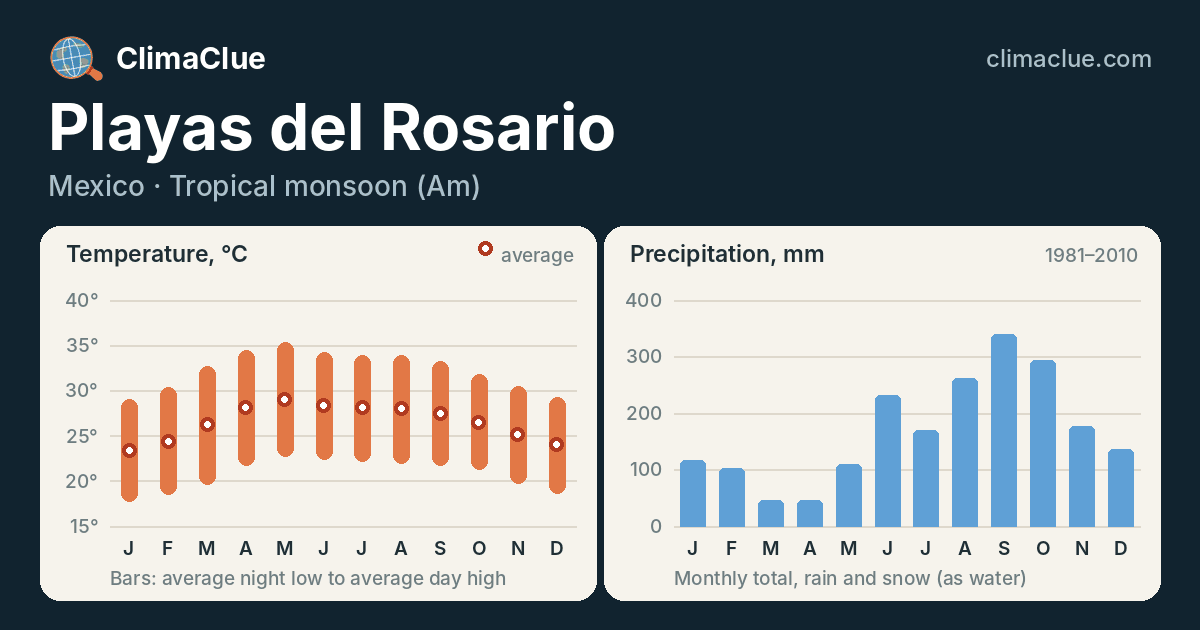 ClimaClue
climaclue.com
Playas del Rosario
Mexico · Tropical monsoon (Am)
Temperature, °C
average
40°
35°
30°
25°
20°
15°
J F M A M J J A S O N D
Bars: average night low to average day high
Precipitation, mm
1981–2010
400
300
200
100
0
J F M A M J J A S O N D
Monthly total, rain and snow (as water)